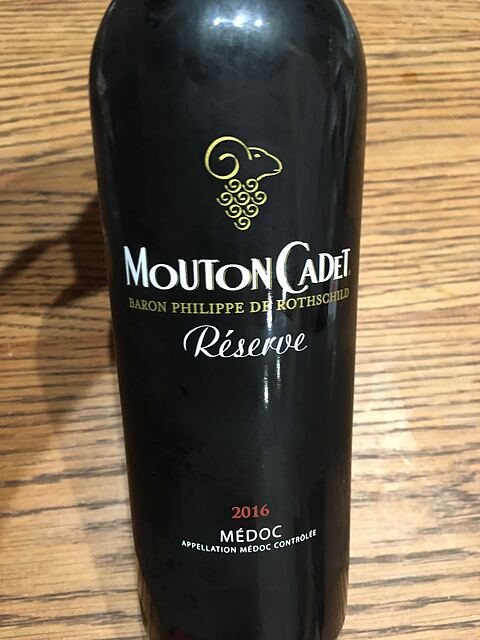 MOUTON CADET
BARON PHILIPPE DE ROTHSCHILD
Réserve
2016
MÉDOC
APPELLATION MÉDOC CONTRÔLÉE